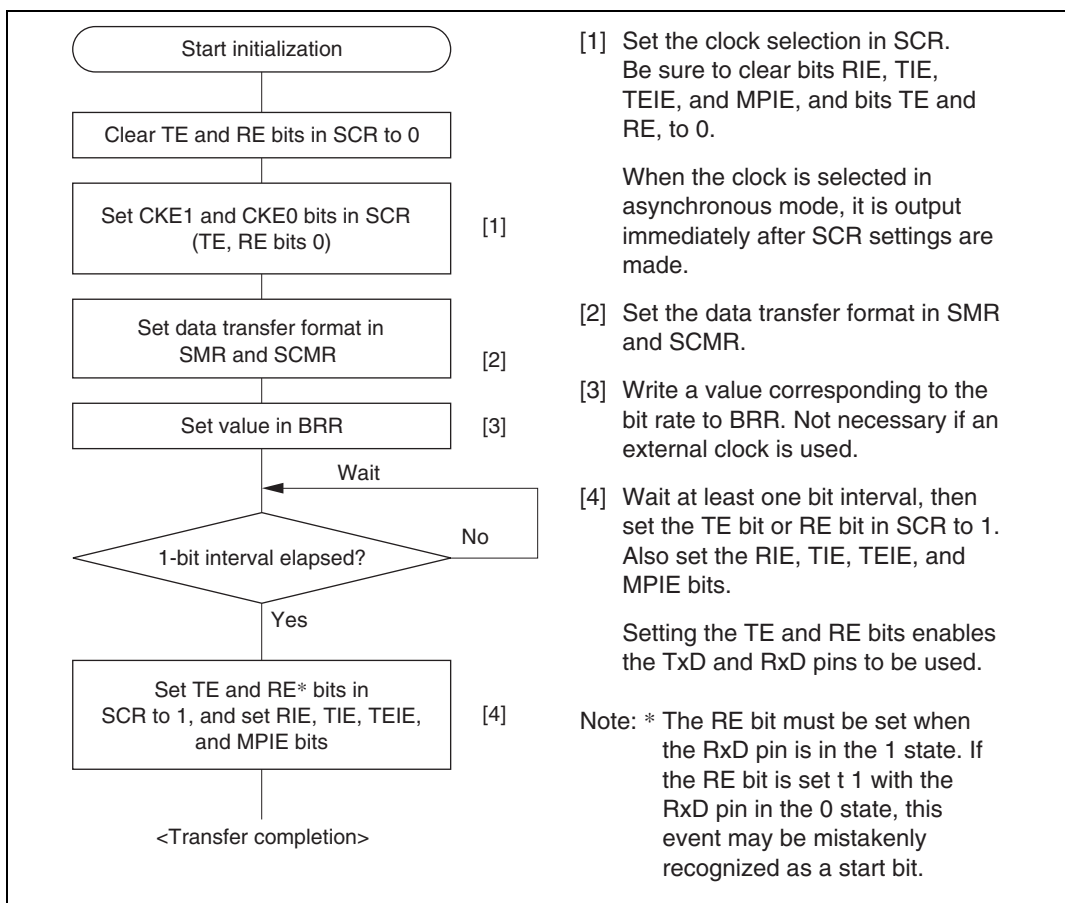 Start initialization
Clear TE and RE bits in SCR to 0
Set CKE1 and CKE0 bits in SCR
(TE, RE bits 0)
[1]
Set data transfer format in
SMR and SCMR
[2]
Set value in BRR
[3]
Wait
1-bit interval elapsed?
No
Yes
Set TE and RE* bits in
SCR to 1, and set RIE, TIE, TEIE,
and MPIE bits
[4]
<Transfer completion>
[1] Set the clock selection in SCR.
Be sure to clear bits RIE, TIE,
TEIE, and MPIE, and bits TE and
RE, to 0.
When the clock is selected in
asynchronous mode, it is output
immediately after SCR settings are
made.
[2] Set the data transfer format in SMR
and SCMR.
[3] Write a value corresponding to the
bit rate to BRR. Not necessary if an
external clock is used.
[4] Wait at least one bit interval, then
set the TE bit or RE bit in SCR to 1.
Also set the RIE, TIE, TEIE, and
MPIE bits.
Setting the TE and RE bits enables
the TxD and RxD pins to be used.
Note: * The RE bit must be set when
the RxD pin is in the 1 state. If
the RE bit is set t 1 with the
RxD pin in the 0 state, this
event may be mistakenly
recognized as a start bit.